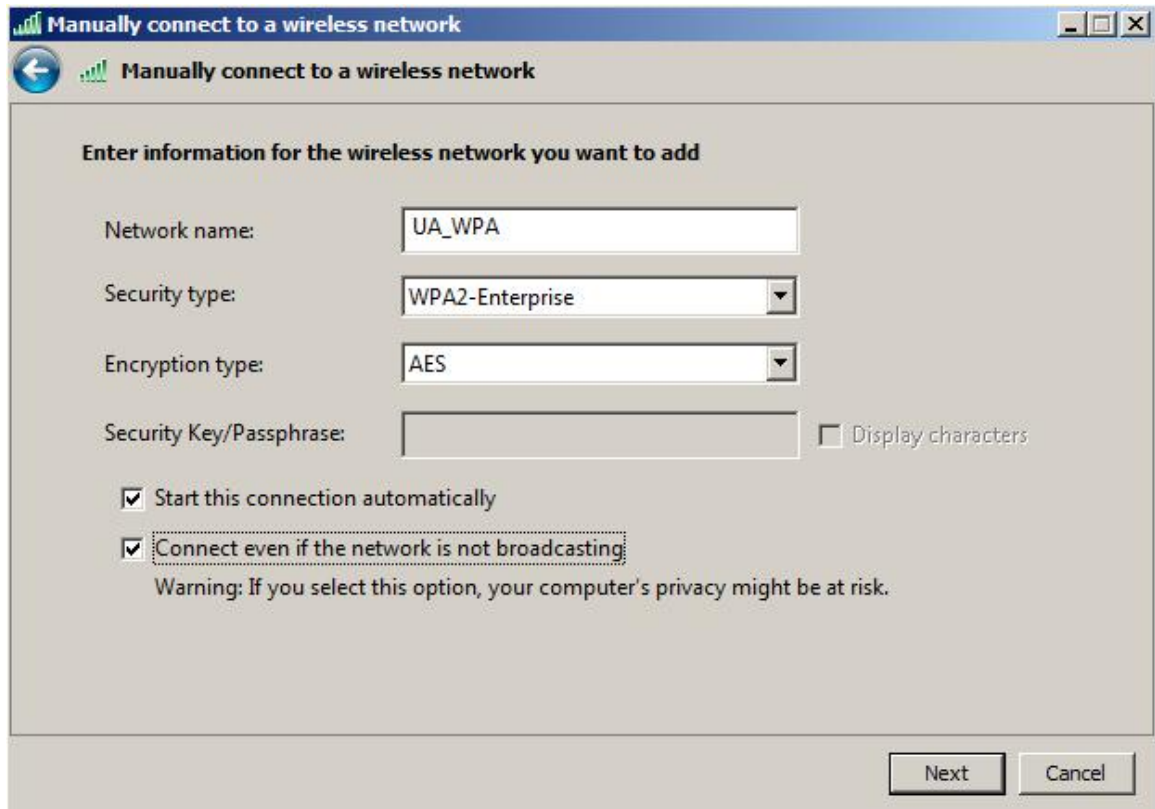 Manually connect to a wireless network
Manually connect to a wireless network
Enter information for the wireless network you want to add
Network name: UA_WPA
Security type: WPA2-Enterprise
Encryption type: AES
Security Key/Passphrase: Display characters
Start this connection automatically
Connect even if the network is not broadcasting
Warning: If you select this option, your computer's privacy might be at risk.
Next Cancel